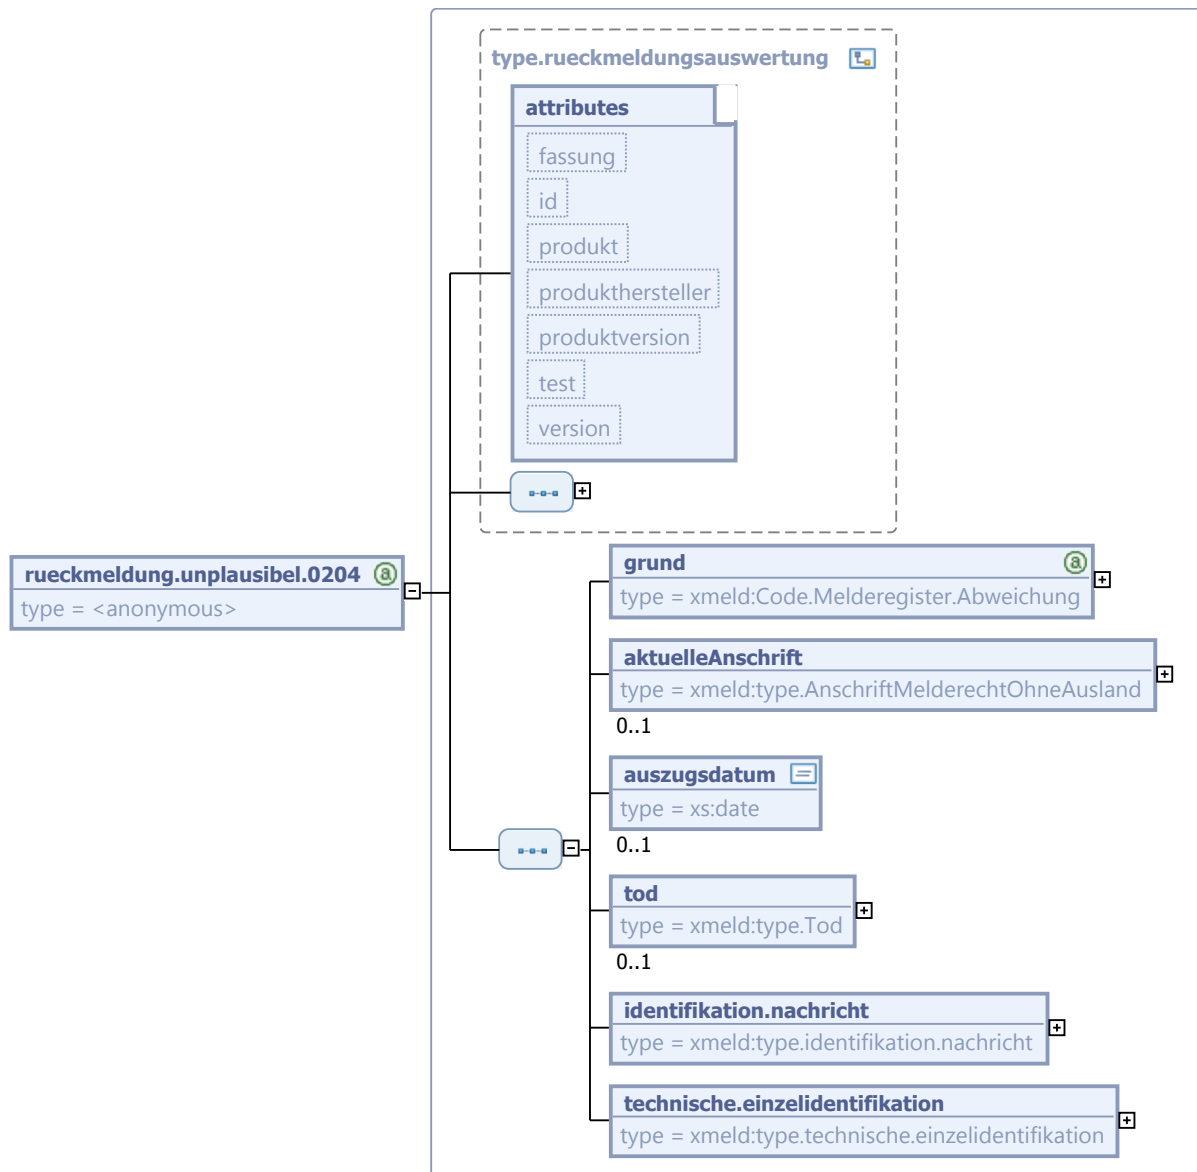 type.rueckmeldungsauswertung
attributes
fassung
id
produkt
produkthersteller
produktversion
test
version
rueckmeldung.unplausibel.0204
type = <anonymous>
grund
type = xmeld:Code.Melderegister.Abweichung
aktuelleAnschrift
type = xmeld:type.AnschriftMelderechtOhneAusland
0..1
auszugsdatum
type = xs:date
0..1
tod
type = xmeld:type.Tod
0..1
identifikation.nachricht
type = xmeld:type.identifikation.nachricht
technische.einzelidentifikation
type = xmeld:type.technische.einzelidentifikation